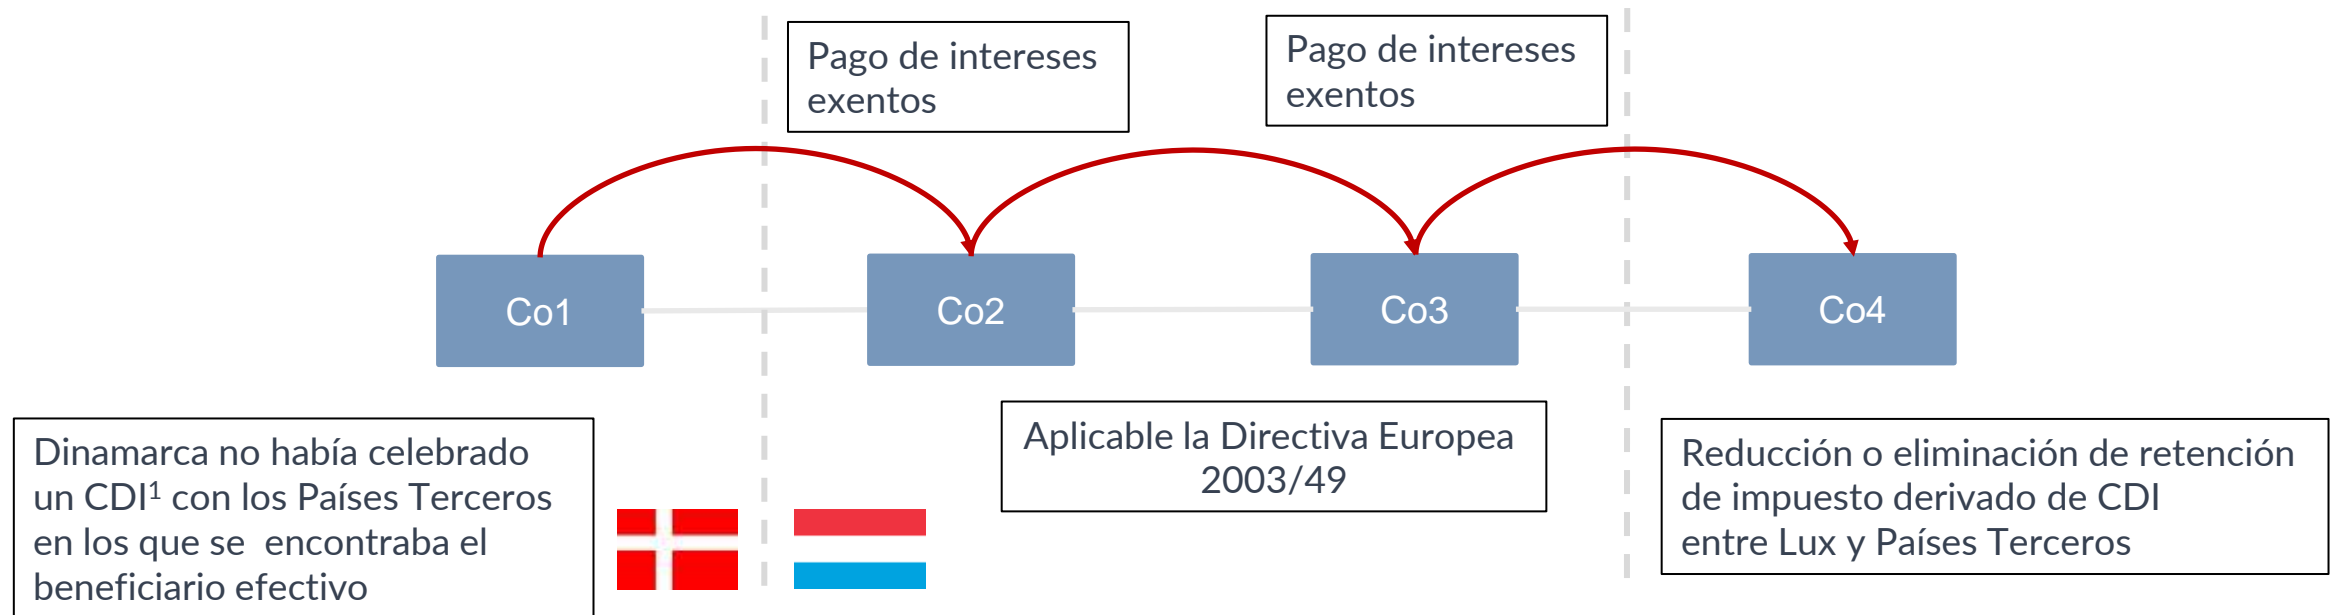 Pago de intereses
exentos
Pago de intereses
exentos
Co1
Co2
Co3
Co4
Dinamarca no había celebrado
un CDI¹ con los Países Terceros
en los que se encontraba el
beneficiario efectivo
Aplicable la Directiva Europea
2003/49
Reducción o eliminación de retención
de impuesto derivado de CDI
entre Lux y Países Terceros